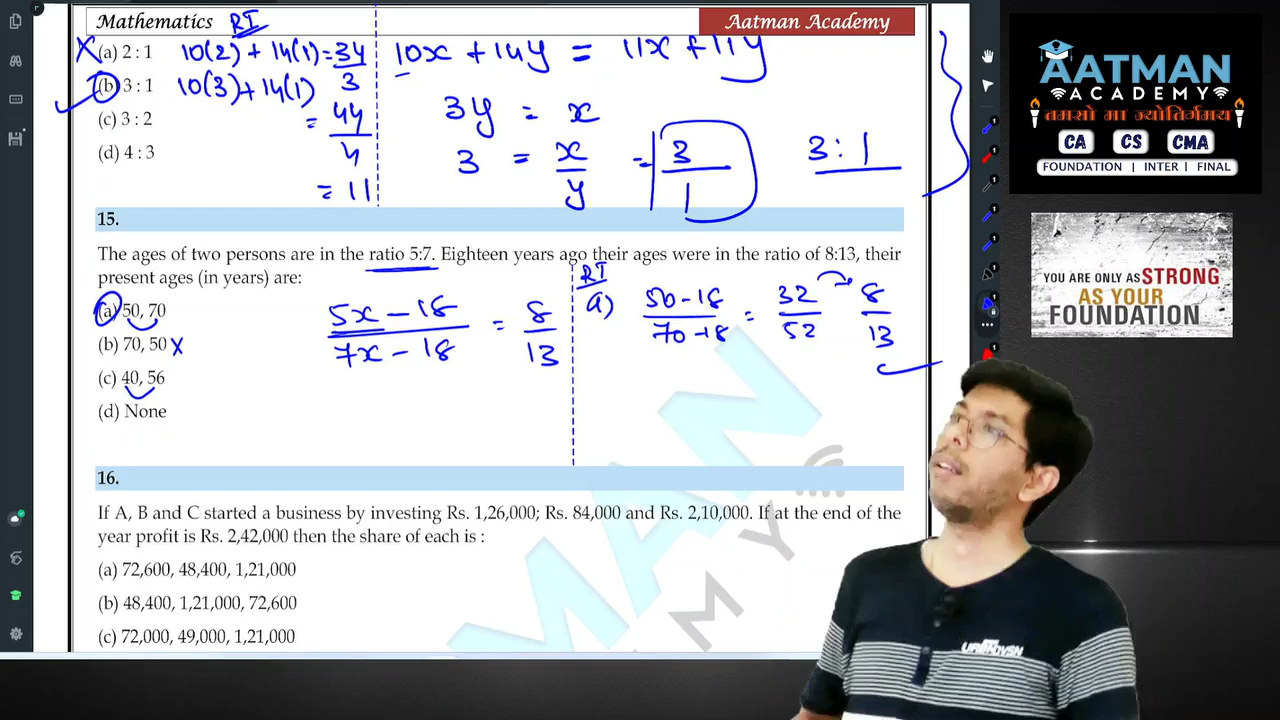 Mathematics RT Aatman Academy
(a) 2 : 1 10(2) + 14(1) = 34/3
10x + 14y = 11x + 11y
(b) 3 : 1 10(3) + 14(1)
= 44/4
= 11
(c) 3 : 2
(d) 4 : 3
3y = x
3 = x/y = 3/1 3 : 1
15.
The ages of two persons are in the ratio 5:7. Eighteen years ago their ages were in the ratio of 8:13, their
present ages (in years) are:
(a) 50, 70
(b) 70, 50 X
(c) 40, 56
(d) None
5x - 18 / 7x - 18 = 8/13
RT
a) 50 - 18 / 70 - 18 = 32/52 8/13
16.
If A, B and C started a business by investing Rs. 1,26,000; Rs. 84,000 and Rs. 2,10,000. If at the end of the
year profit is Rs. 2,42,000 then the share of each is :
(a) 72,600, 48,400, 1,21,000
(b) 48,400, 1,21,000, 72,600
(c) 72,000, 49,000, 1,21,000
MAN
MY
AATMAN
ACADEMY
तमसो मा ज्योतिर्गमय
CA CS CMA
FOUNDATION | INTER | FINAL
YOU ARE ONLY AS STRONG
AS YOUR
FOUNDATION